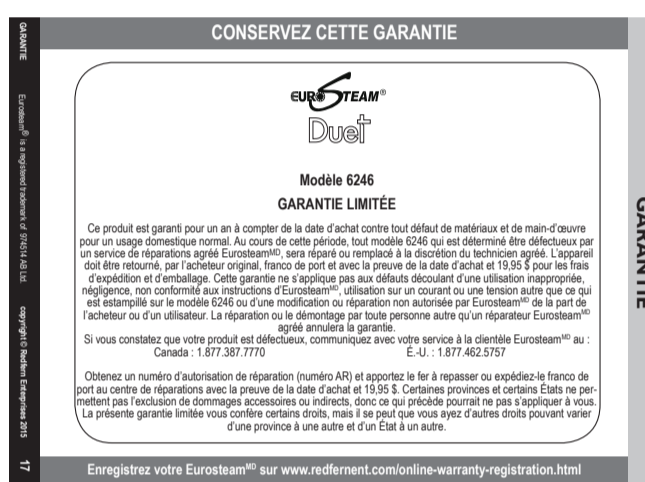 CONSERVEZ CETTE GARANTIE
EUROSTEAM®
Duet
Modèle 6246
GARANTIE LIMITÉE
Ce produit est garanti pour un an à compter de la date d'achat contre tout défaut de matériaux et de main-d'œuvre
pour un usage domestique normal. Au cours de cette période, tout modèle 6246 qui est déterminé être défectueux par
un service de réparations agréé Eurosteamᴹᴰ, sera réparé ou remplacé à la discrétion du technicien agréé. L'appareil
doit être retourné, par l'acheteur original, franco de port et avec la preuve de la date d'achat et 19,95 $ pour les frais
d'expédition et d'emballage. Cette garantie ne s'applique pas aux défauts découlant d'une utilisation inappropriée,
négligence, non conformité aux instructions d'Eurosteamᴹᴰ, utilisation sur un courant ou une tension autre que ce qui
est estampillé sur le modèle 6246 ou d'une modification ou réparation non autorisée par Eurosteamᴹᴰ de la part de
l'acheteur ou d'un utilisateur. La réparation ou le démontage par toute personne autre qu'un réparateur Eurosteamᴹᴰ
agréé annulera la garantie.
Si vous constatez que votre produit est défectueux, communiquez avec votre service à la clientèle Eurosteamᴹᴰ au :
Canada : 1.877.387.7770 É.-U. : 1.877.462.5757
Obtenez un numéro d'autorisation de réparation (numéro AR) et apportez le fer à repasser ou expédiez-le franco de
port au centre de réparations avec la preuve de la date d'achat et 19,95 $. Certaines provinces et certains États ne per-
mettent pas l'exclusion de dommages accessoires ou indirects, donc ce qui précède pourrait ne pas s'appliquer à vous.
La présente garantie limitée vous confère certains droits, mais il se peut que vous ayez d'autres droits pouvant varier
d'une province à une autre et d'un État à un autre.
Enregistrez votre Eurosteamᴹᴰ sur www.redfernent.com/online-warranty-registration.html
GARANTIE Eurosteam® is a registered trademark of 974514 AB Ltd. copyright © Redfern Enterprises 2015 17
GARANTIE